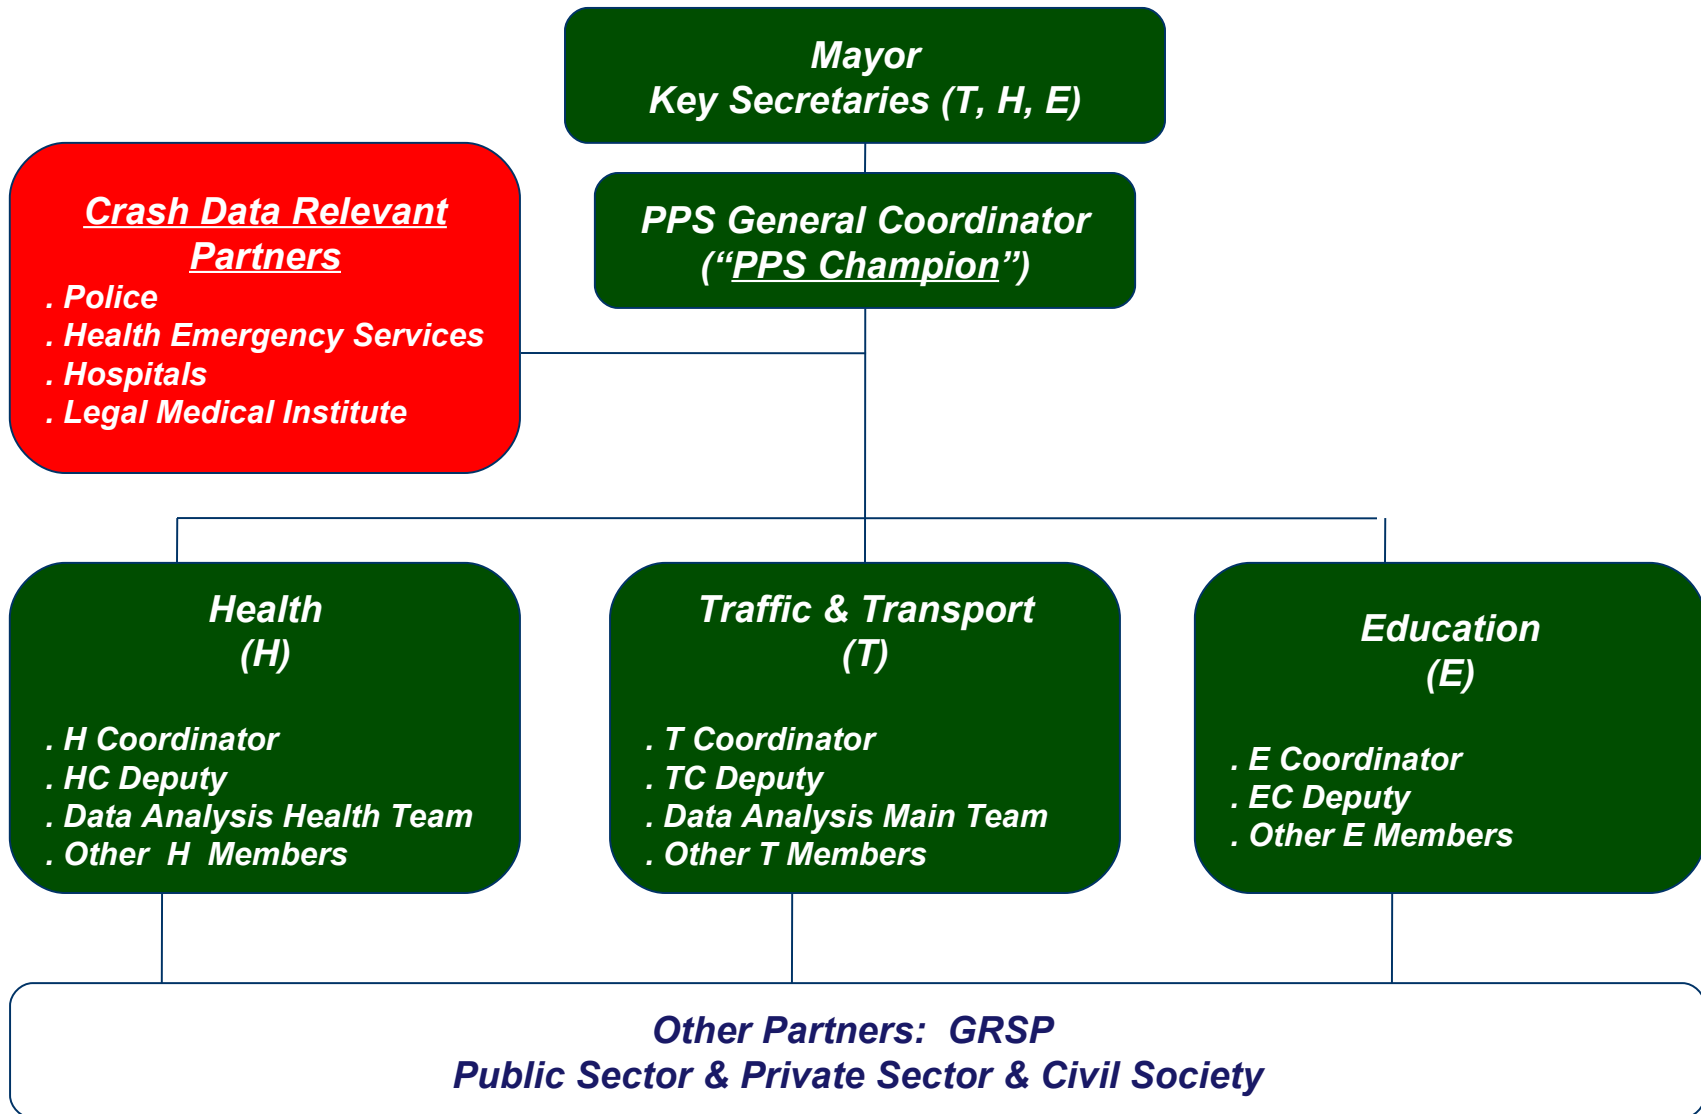 Mayor
Key Secretaries (T, H, E)
PPS General Coordinator
(“PPS Champion”)
Crash Data Relevant
Partners
. Police
. Health Emergency Services
. Hospitals
. Legal Medical Institute
Health
(H)
. H Coordinator
. HC Deputy
. Data Analysis Health Team
. Other  H  Members
Traffic & Transport
(T)
. T Coordinator
. TC Deputy
. Data Analysis Main Team
. Other T Members
Education
(E)
. E Coordinator
. EC Deputy
. Other E Members
Other Partners:  GRSP
Public Sector & Private Sector & Civil Society